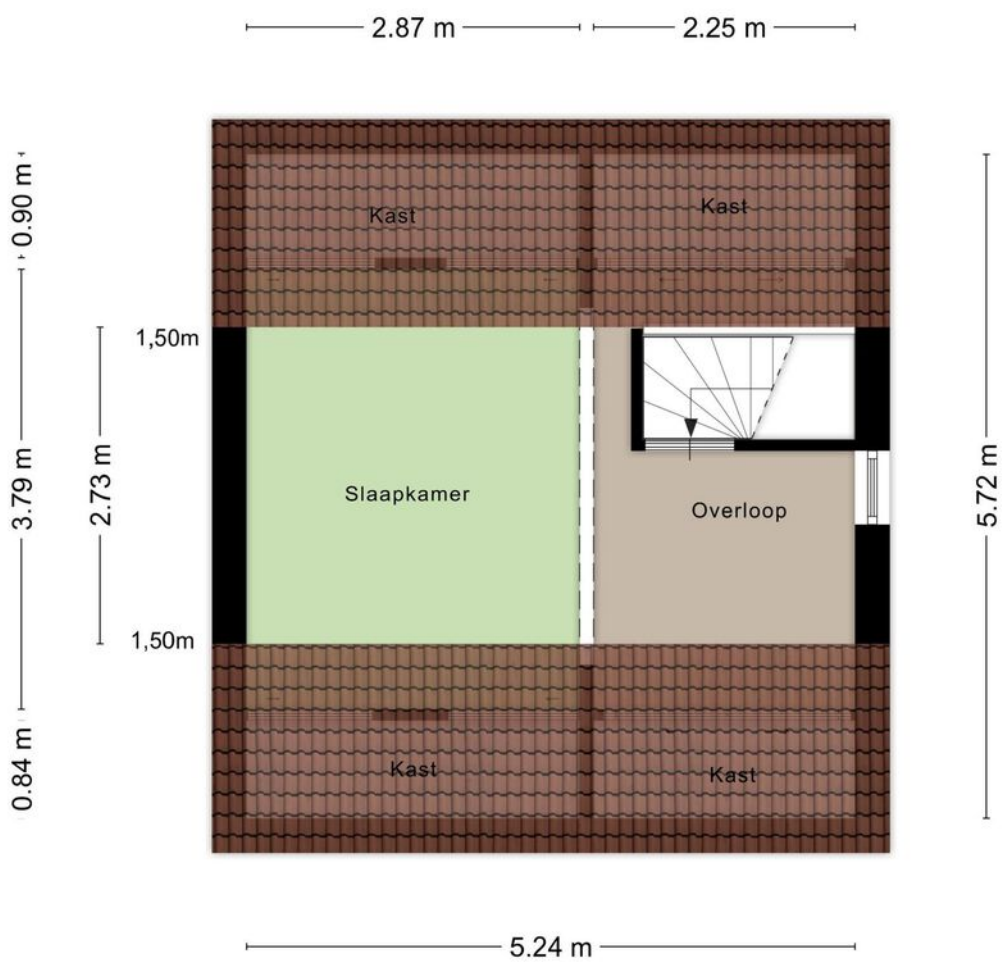 2.87 m
2.25 m
0.90 m
Kast
Kast
1,50m
3.79 m
2.73 m
Slaapkamer
Overloop
5.72 m
1,50m
0.84 m
Kast
Kast
5.24 m